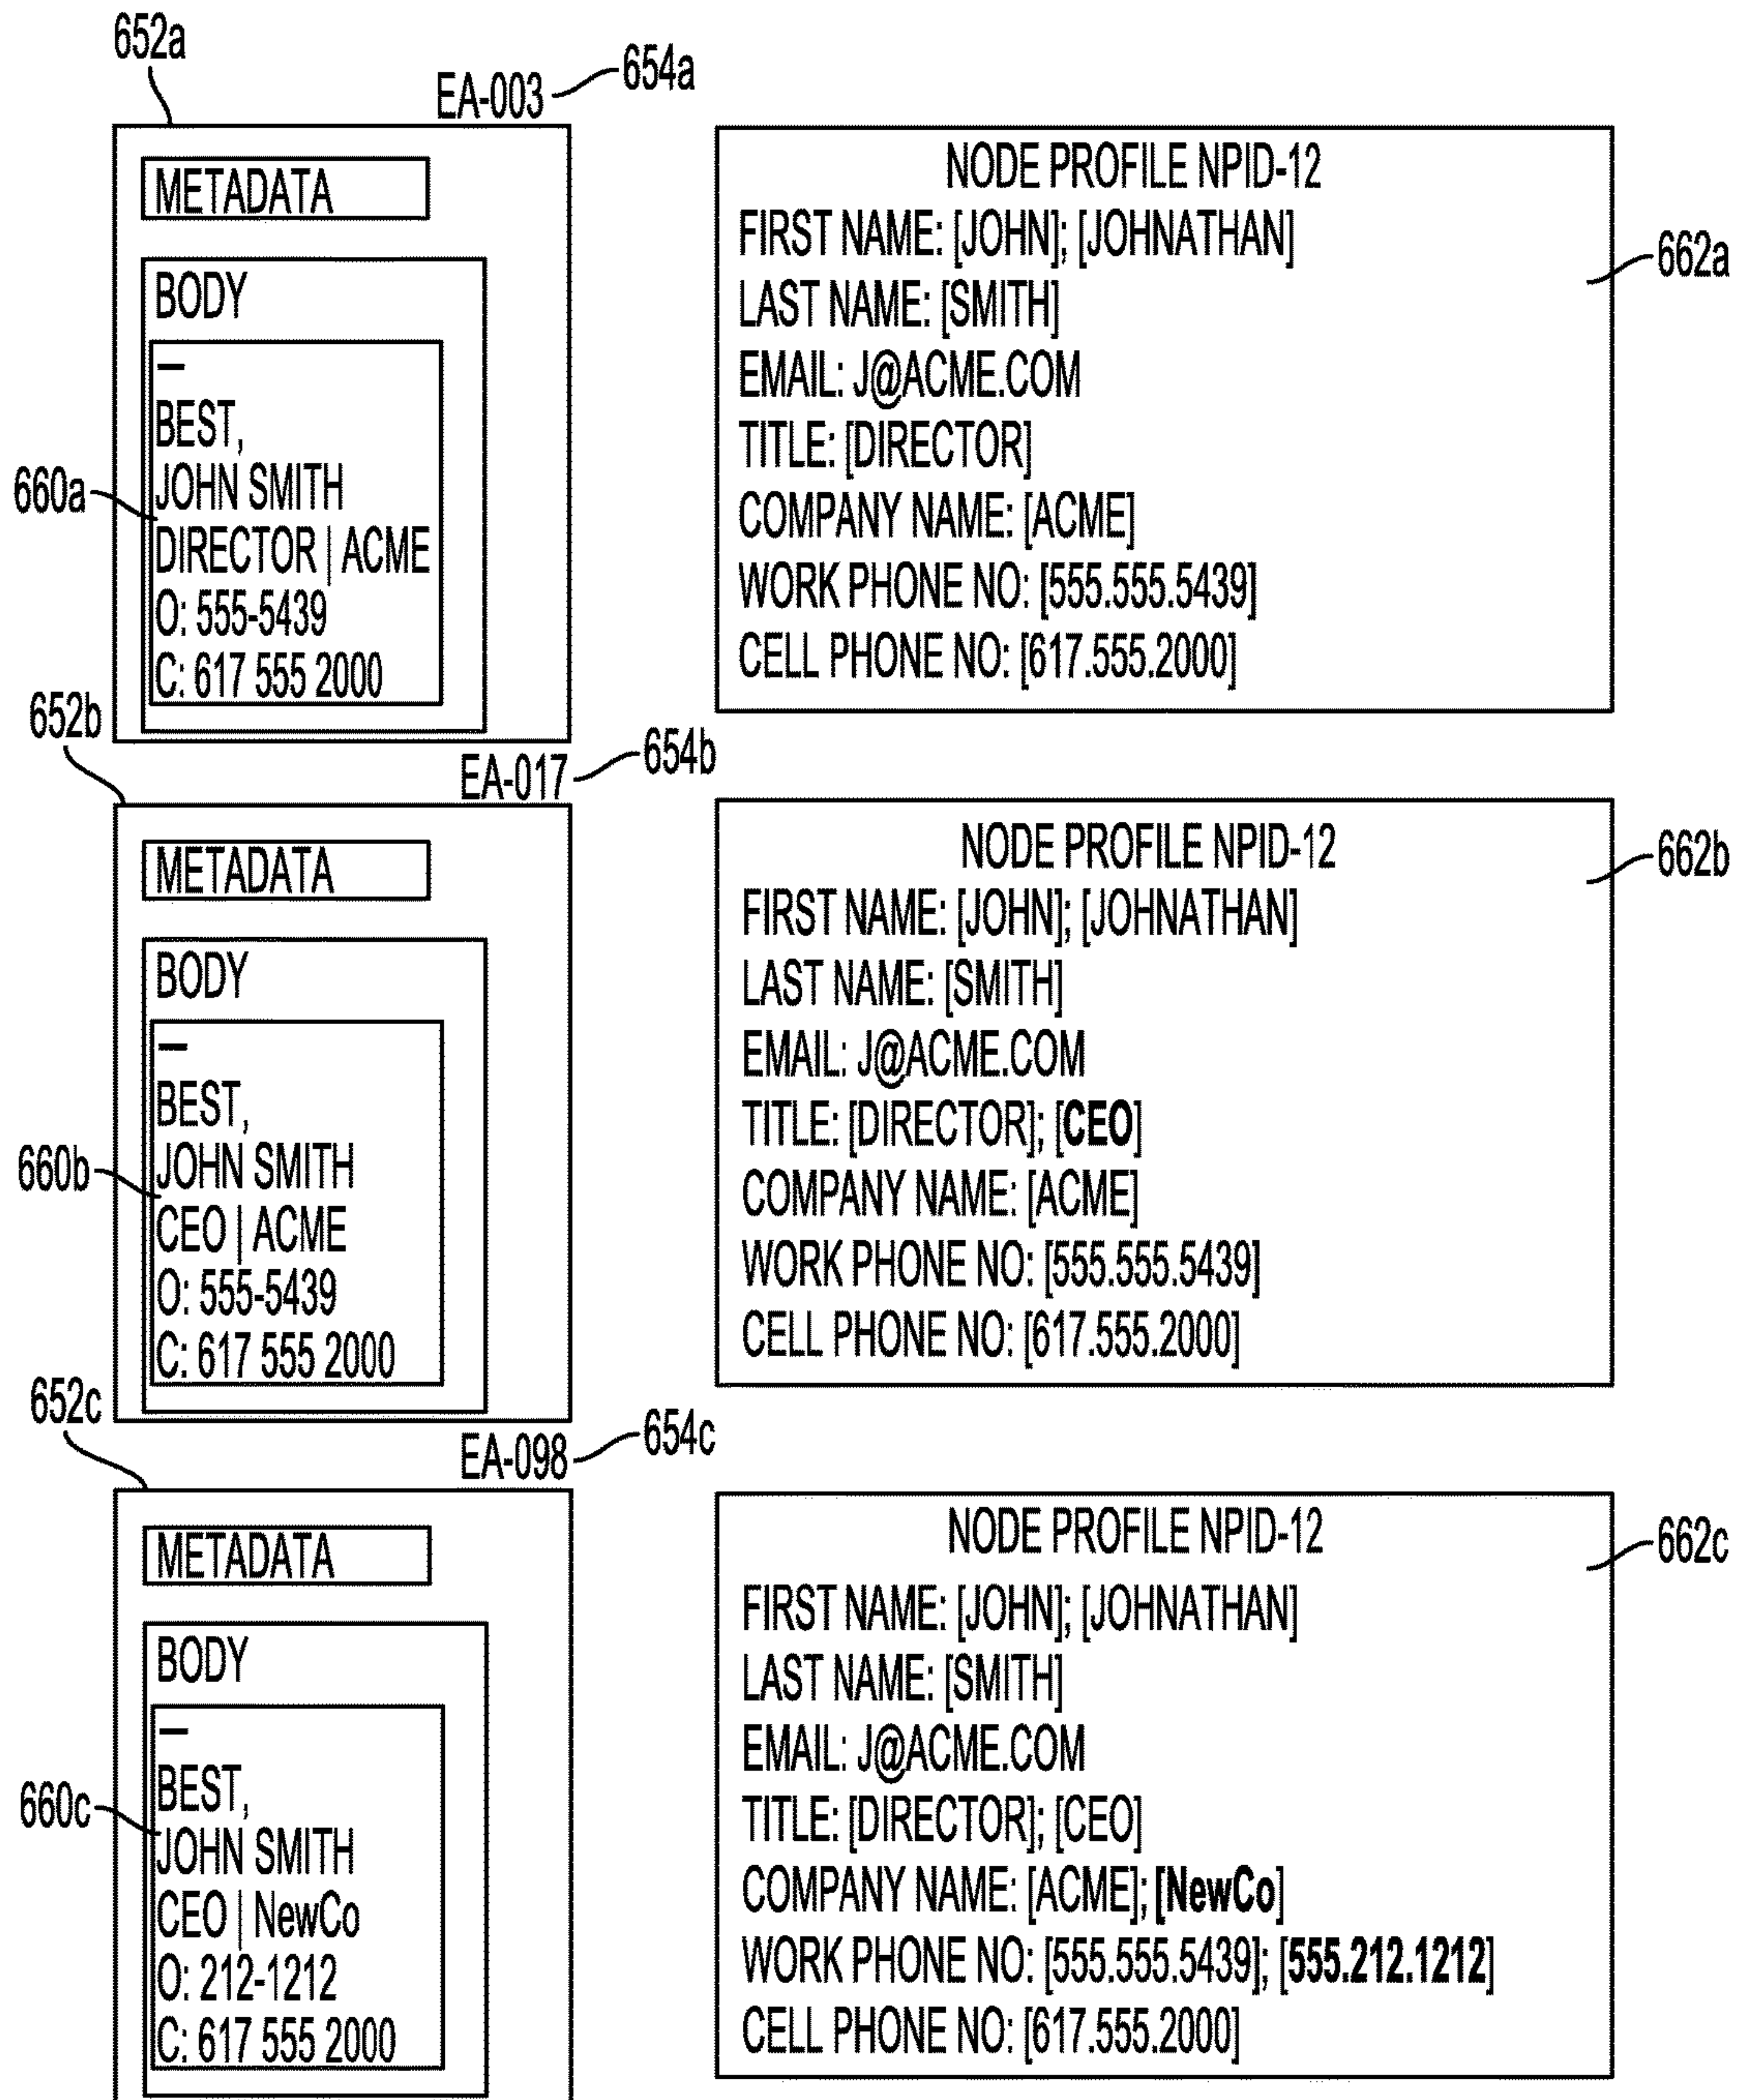 652a
EA-003
654a
METADATA
BODY
—
BEST,
JOHN SMITH
660a
DIRECTOR | ACME
O: 555-5439
C: 617 555 2000
NODE PROFILE NPID-12
FIRST NAME: [JOHN]; [JOHNATHAN]
662a
LAST NAME: [SMITH]
EMAIL: J@ACME.COM
TITLE: [DIRECTOR]
COMPANY NAME: [ACME]
WORK PHONE NO: [555.555.5439]
CELL PHONE NO: [617.555.2000]
652b
EA-017
654b
METADATA
BODY
—
BEST,
JOHN SMITH
660b
CEO | ACME
O: 555-5439
C: 617 555 2000
NODE PROFILE NPID-12
662b
FIRST NAME: [JOHN]; [JOHNATHAN]
LAST NAME: [SMITH]
EMAIL: J@ACME.COM
TITLE: [DIRECTOR]; [CEO]
COMPANY NAME: [ACME]
WORK PHONE NO: [555.555.5439]
CELL PHONE NO: [617.555.2000]
652c
EA-098
654c
METADATA
BODY
—
BEST,
660c
JOHN SMITH
CEO | NewCo
O: 212-1212
C: 617 555 2000
NODE PROFILE NPID-12
662c
FIRST NAME: [JOHN]; [JOHNATHAN]
LAST NAME: [SMITH]
EMAIL: J@ACME.COM
TITLE: [DIRECTOR]; [CEO]
COMPANY NAME: [ACME]; [NewCo]
WORK PHONE NO: [555.555.5439]; [555.212.1212]
CELL PHONE NO: [617.555.2000]